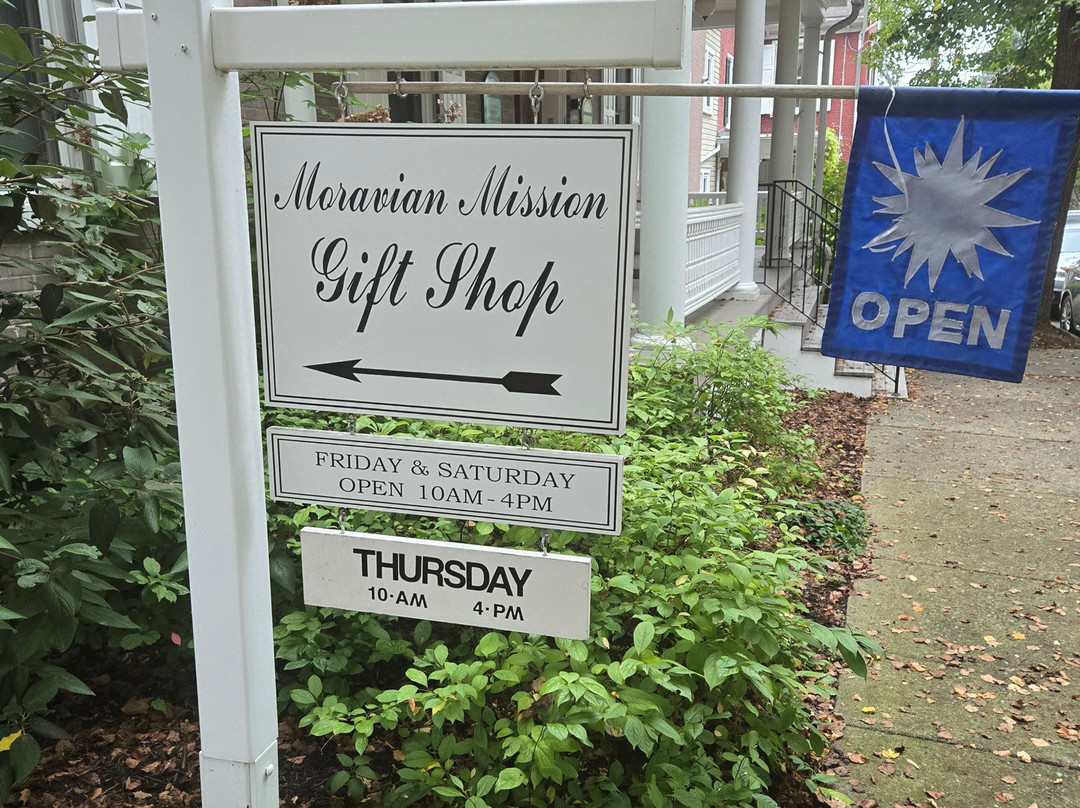 Moravian Mission
Gift Shop
FRIDAY & SATURDAY
OPEN 10AM-4PM
THURSDAY
10·AM 4·PM
OPEN